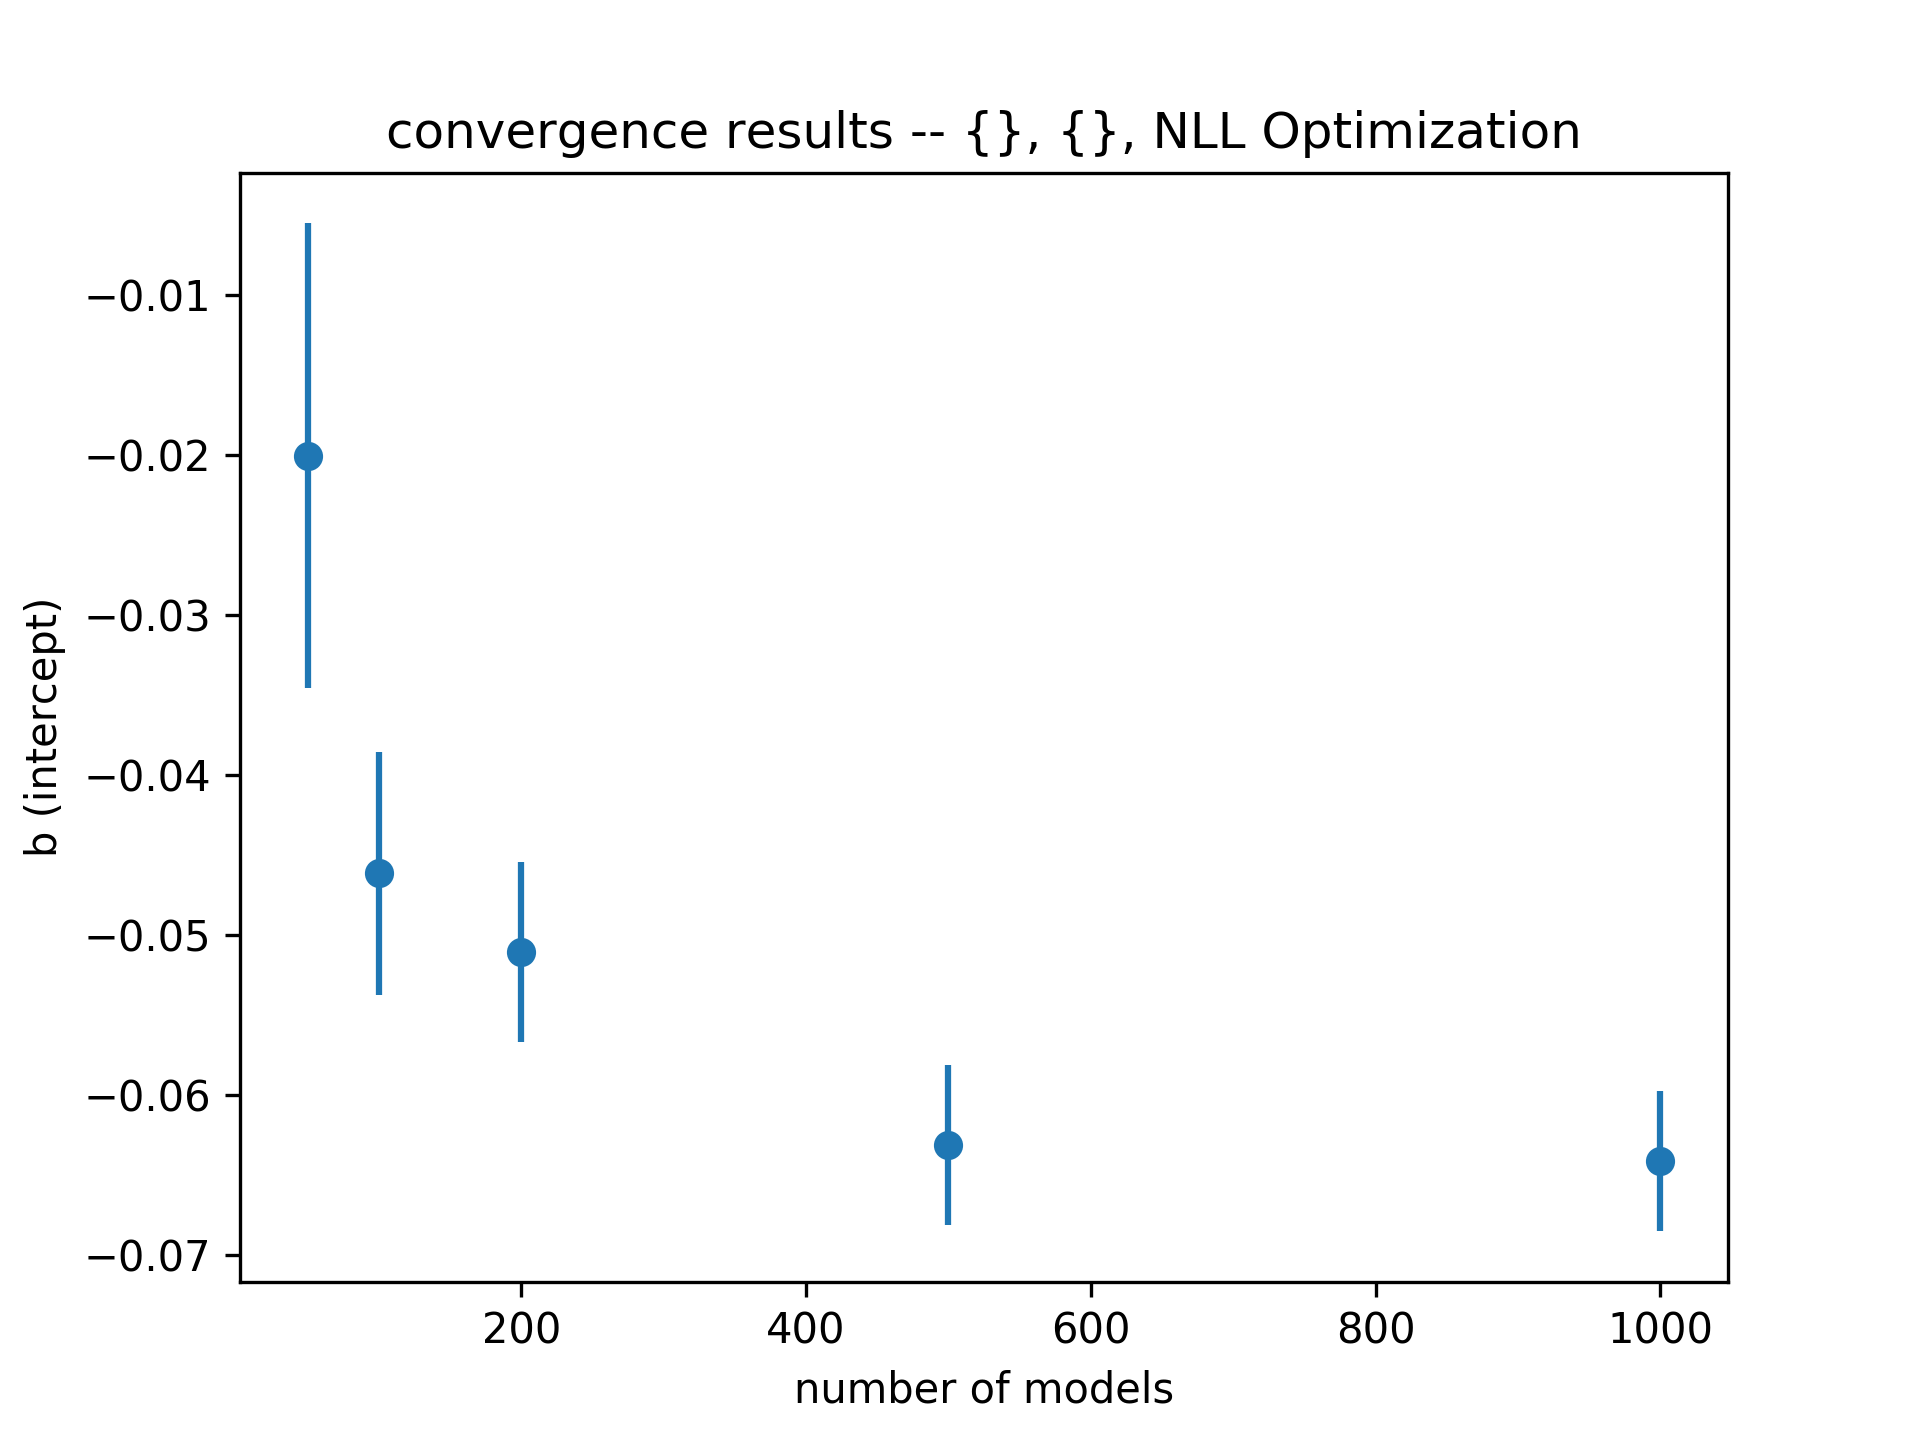 convergence results -- {}, {}, NLL Optimization
b (intercept)
−0.01
−0.02
−0.03
−0.04
−0.05
−0.06
−0.07
200 400 600 800 1000
number of models